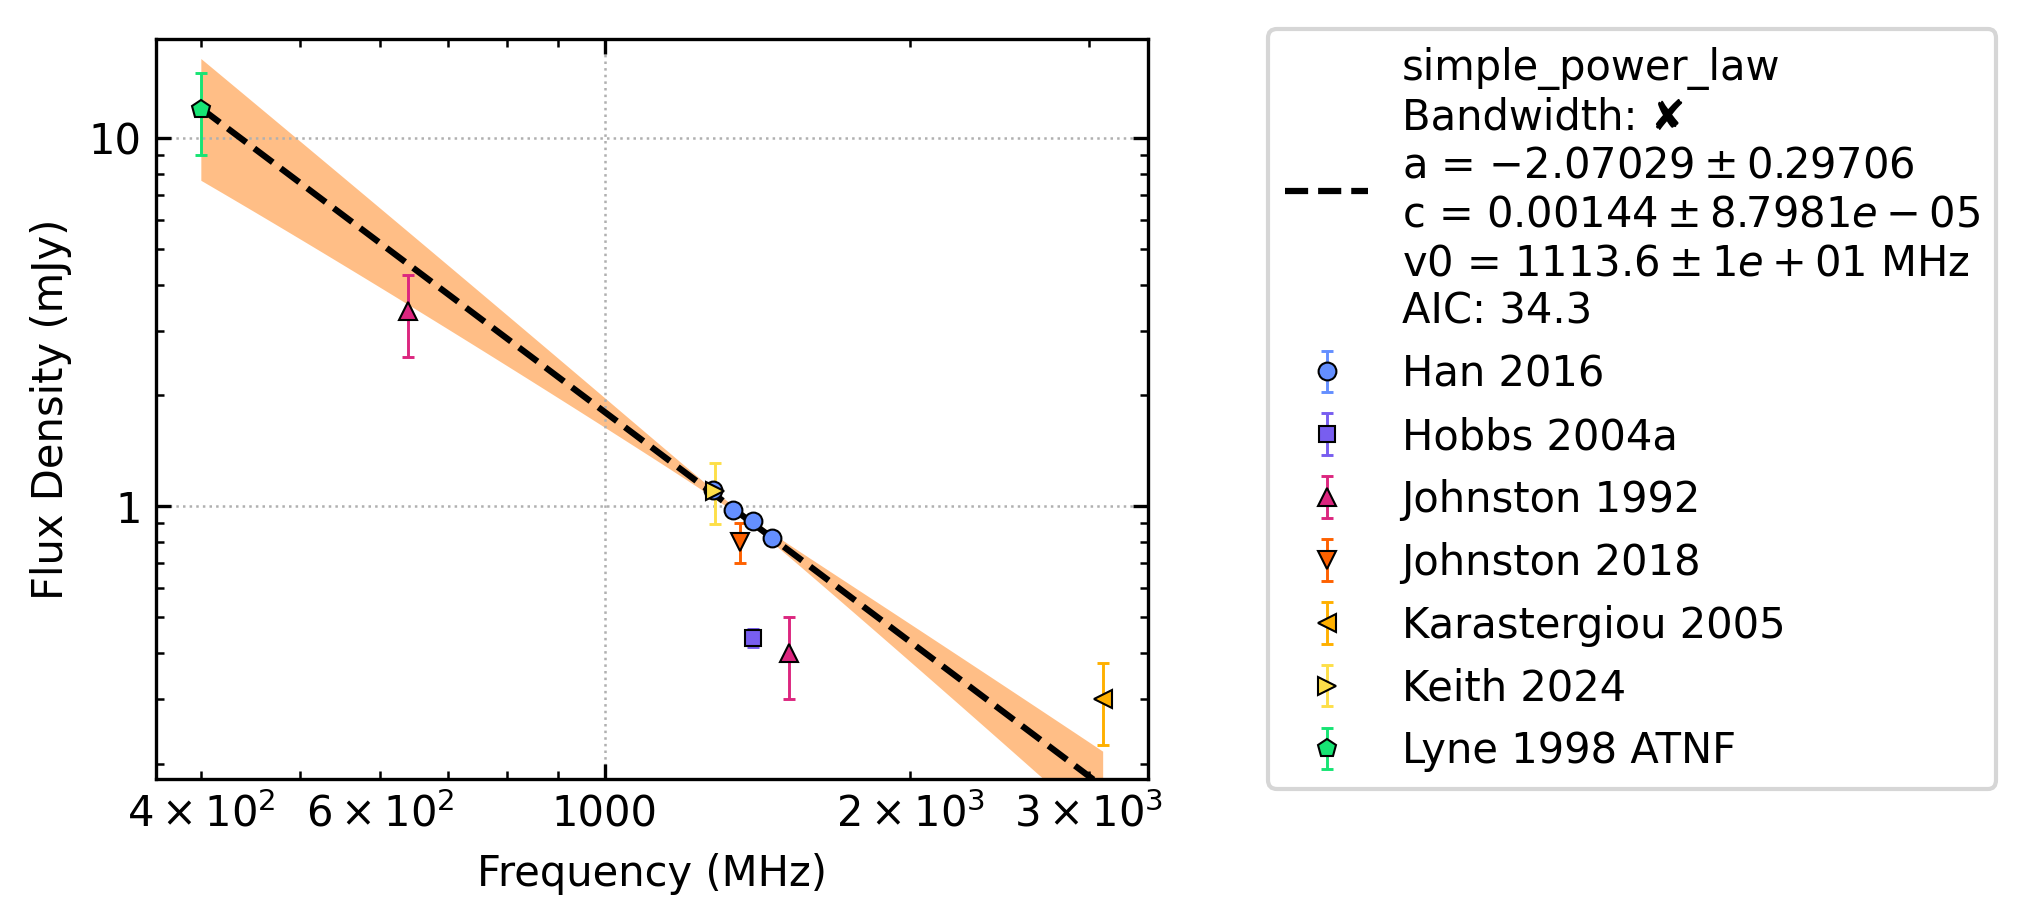 10
1
Flux Density (mJy)
4 × 10² 6 × 10² 1000 2 × 10³ 3 × 10³
Frequency (MHz)
simple_power_law
Bandwidth: ✘
a = −2.07029 ± 0.29706
c = 0.00144 ± 8.7981e − 05
v0 = 1113.6 ± 1e + 01 MHz
AIC: 34.3
Han 2016
Hobbs 2004a
Johnston 1992
Johnston 2018
Karastergiou 2005
Keith 2024
Lyne 1998 ATNF